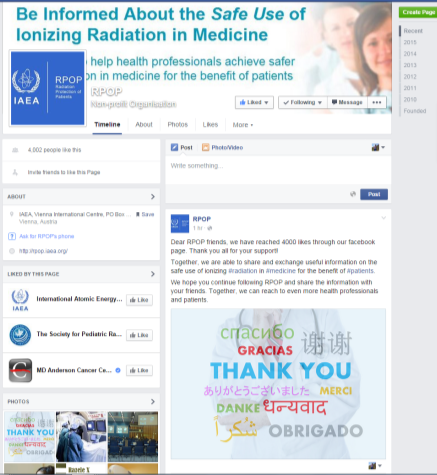 Be Informed About the Safe Use of
Ionizing Radiation in Medicine
help health professionals achieve safer
on in medicine for the benefit of patients
IAEA
RPOP
Radiation
Protection of
Patients
RPOP
Non-profit Organisation
Liked
Following
Message
Timeline
About
Photos
Likes
More
Create Page
Recent
2015
2014
2013
2012
2011
2010
Founded
4,002 people like this
Invite friends to like this Page
ABOUT
IAEA, Vienna International Centre, PO Box ...
Vienna, Austria
Save
Ask for RPOP's phone
http://rpop.iaea.org/
LIKED BY THIS PAGE
IAEA
International Atomic Energy...
Like
The Society for Pediatric Ra...
Like
MD Anderson Cancer Ce...
Like
PHOTOS
THANK YOU
Post
Photo/Video
Write something...
Post
RPOP
Dear RPOP friends, we have reached 4000 likes through our facebook
page. Thank you all for your support!
Together, we are able to share and exchange useful information on the
safe use of ionizing #radiation in #medicine for the benefit of #patients.
We hope you continue following RPOP and share the information with
your friends. Together, we can reach to even more health professionals
and patients.
спасибо
谢谢
GRACIAS
THANK YOU
ありがとうございました MERCI
DANKE धन्यवाद
شكراً OBRIGADO